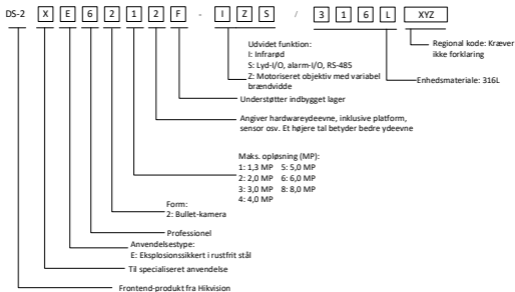 DS-2 X E 6 2 1 2 F - I Z S / 3 1 6 L XYZ
Udvidet funktion:
I: Infrarød
S: Lyd-I/O, alarm-I/O, RS-485
Z: Motoriseret objektiv med variabel
brændvidde
Regional kode: Kræver
ikke forklaring
Enhedsmateriale: 316L
Understøtter indbygget lager
Angiver hardwareydeevne, inklusive platform,
sensor osv. Et højere tal betyder bedre ydeevne
Maks. opløsning (MP):
1: 1,3 MP 5: 5,0 MP
2: 2,0 MP 6: 6,0 MP
3: 3,0 MP 8: 8,0 MP
4: 4,0 MP
Form:
2: Bullet-kamera
Professionel
Anvendelsestype:
E: Eksplosionssikkert i rustfrit stål
Til specialiseret anvendelse
Frontend-produkt fra Hikvision